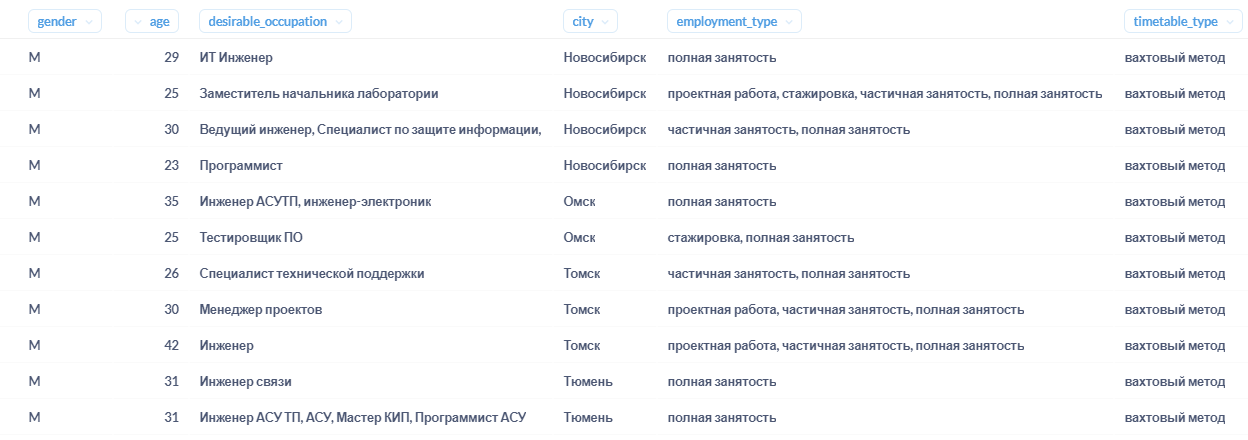 gender age desirable_occupation city employment_type timetable_type
М 29 ИТ Инженер Новосибирск полная занятость вахтовый метод
М 25 Заместитель начальника лаборатории Новосибирск проектная работа, стажировка, частичная занятость, полная занятость вахтовый метод
М 30 Ведущий инженер, Специалист по защите информации, Новосибирск частичная занятость, полная занятость вахтовый метод
М 23 Программист Новосибирск полная занятость вахтовый метод
М 35 Инженер АСУТП, инженер-электроник Омск полная занятость вахтовый метод
М 25 Тестировщик ПО Омск стажировка, полная занятость вахтовый метод
М 26 Специалист технической поддержки Томск частичная занятость, полная занятость вахтовый метод
М 30 Менеджер проектов Томск проектная работа, частичная занятость, полная занятость вахтовый метод
М 42 Инженер Томск проектная работа, частичная занятость, полная занятость вахтовый метод
М 31 Инженер связи Тюмень полная занятость вахтовый метод
М 31 Инженер АСУ ТП, АСУ, Мастер КИП, Программист АСУ Тюмень полная занятость вахтовый метод